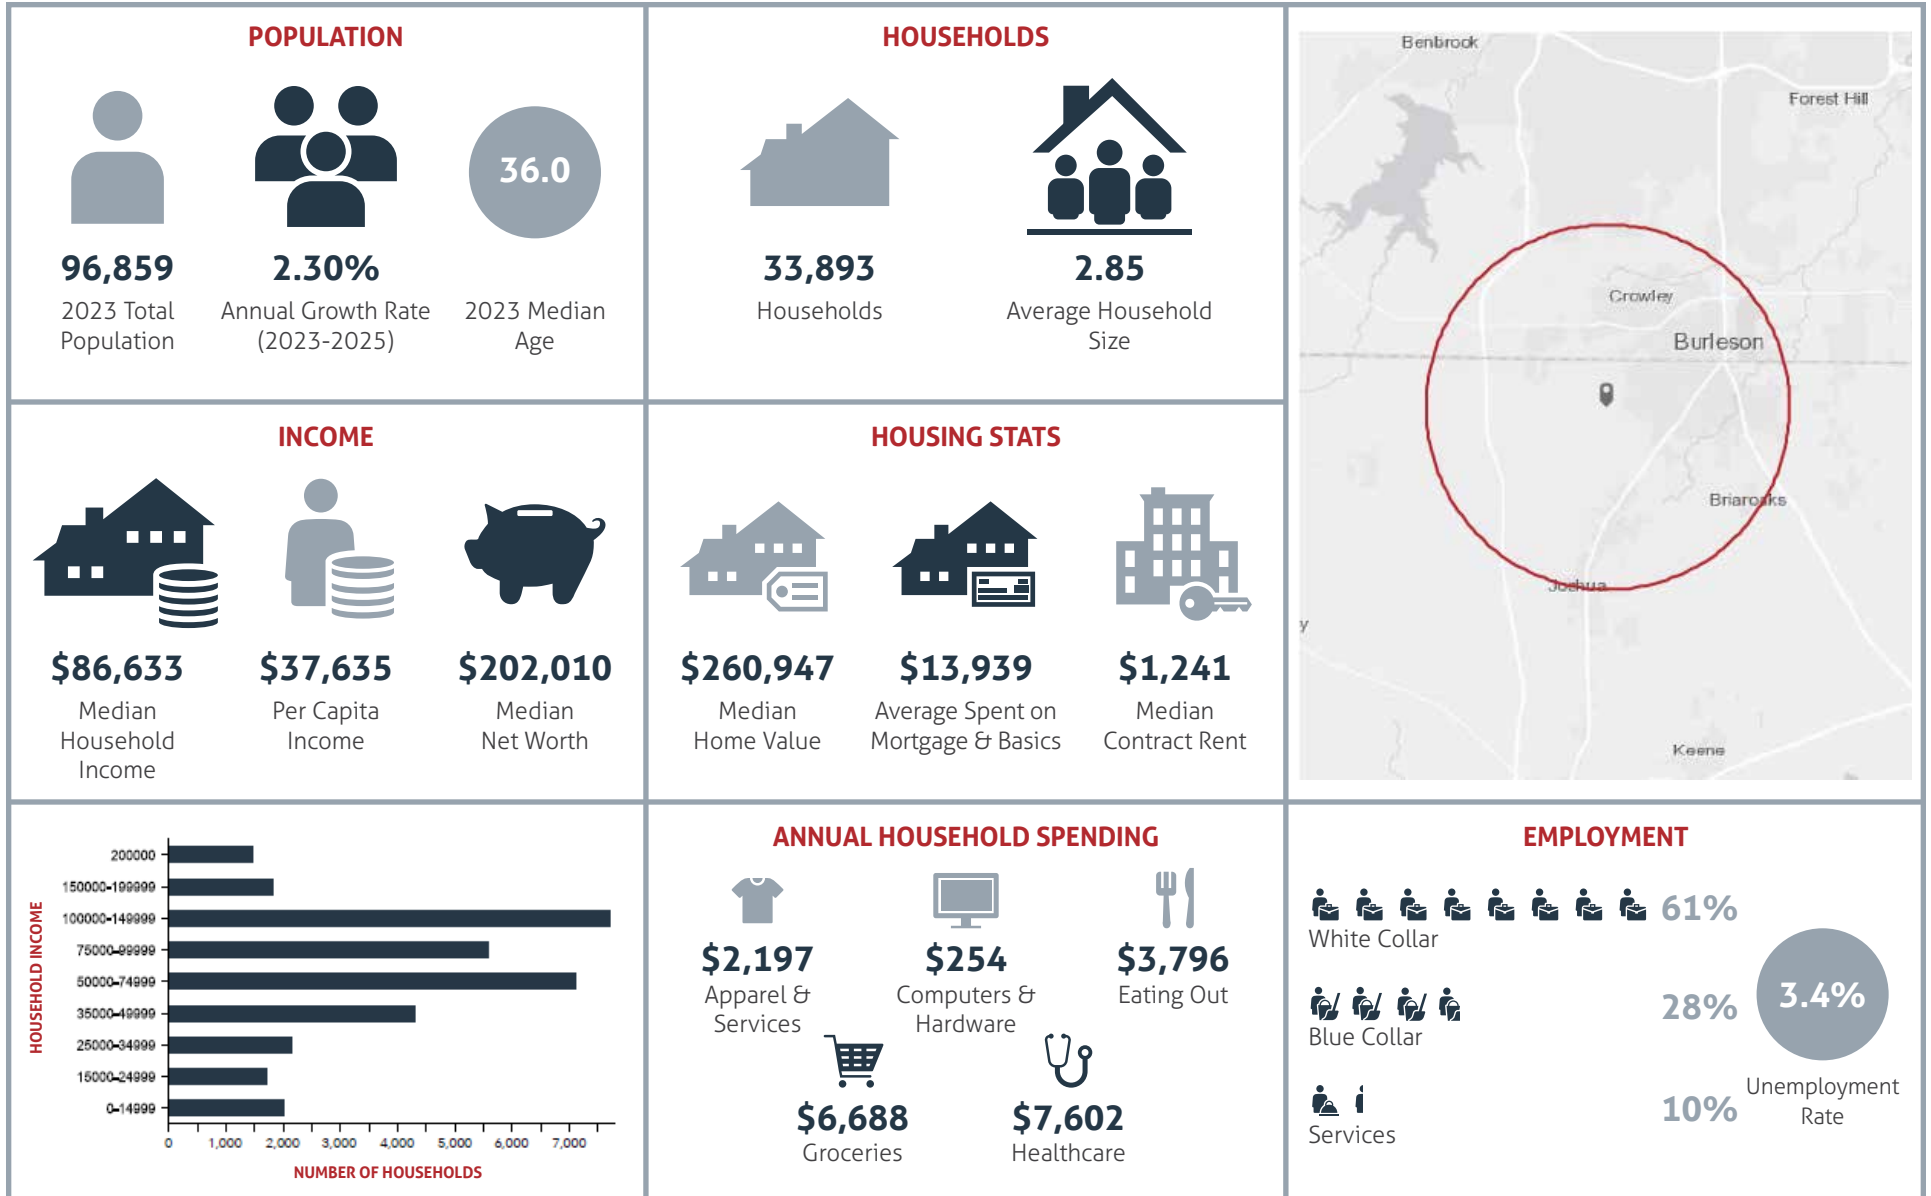 POPULATION
36.0
96,859
2023 Total
Population
2.30%
Annual Growth Rate
(2023-2025)
2023 Median
Age
HOUSEHOLDS
33,893
Households
2.85
Average Household
Size
Benbrook
Forest Hill
Crowley
Burleson
Briaroaks
Joshua
y
Keene
INCOME
$86,633
Median
Household
Income
$37,635
Per Capita
Income
$202,010
Median
Net Worth
HOUSING STATS
$260,947
Median
Home Value
$13,939
Average Spent on
Mortgage & Basics
$1,241
Median
Contract Rent
HOUSEHOLD INCOME
200000
150000-199999
100000-149999
75000-99999
50000-74999
35000-49999
25000-34999
15000-24999
0-14999
0 1,000 2,000 3,000 4,000 5,000 6,000 7,000
NUMBER OF HOUSEHOLDS
ANNUAL HOUSEHOLD SPENDING
$2,197
Apparel &
Services
$254
Computers &
Hardware
$3,796
Eating Out
$6,688
Groceries
$7,602
Healthcare
EMPLOYMENT
61%
White Collar
28%
Blue Collar
10%
Services
3.4%
Unemployment
Rate